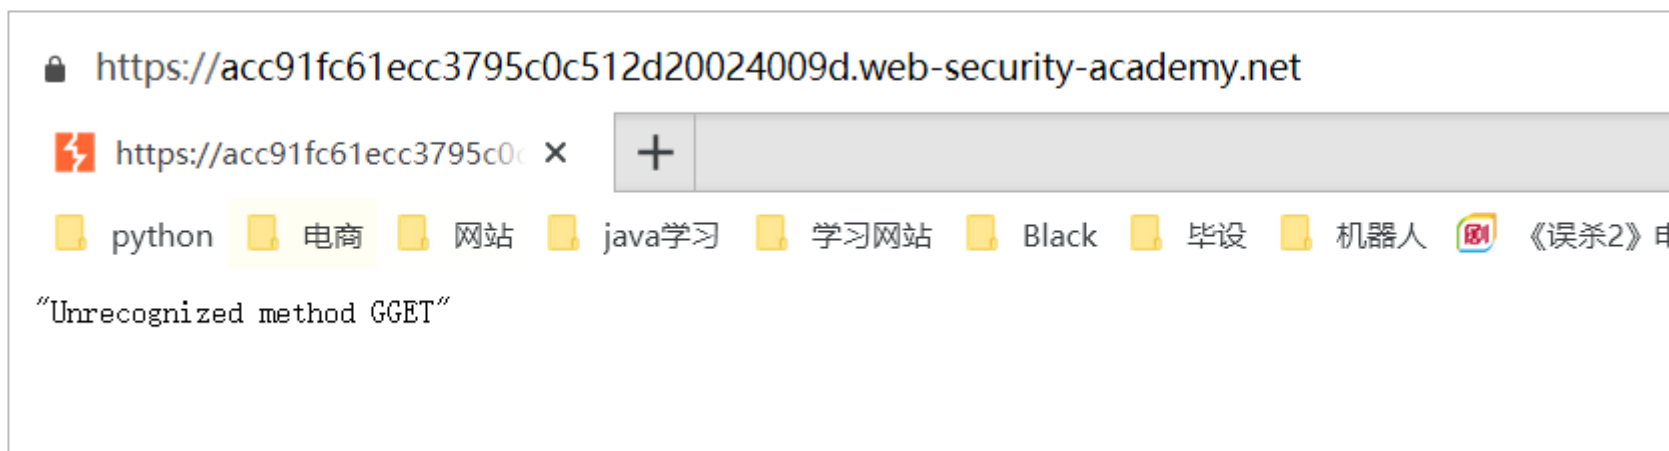 https://acc91fc61ecc3795c0c512d20024009d.web-security-academy.net
https://acc91fc61ecc3795c0
python 电商 网站 java学习 学习网站 Black 毕设 机器人 剧 《误杀2》
"Unrecognized method GGET"